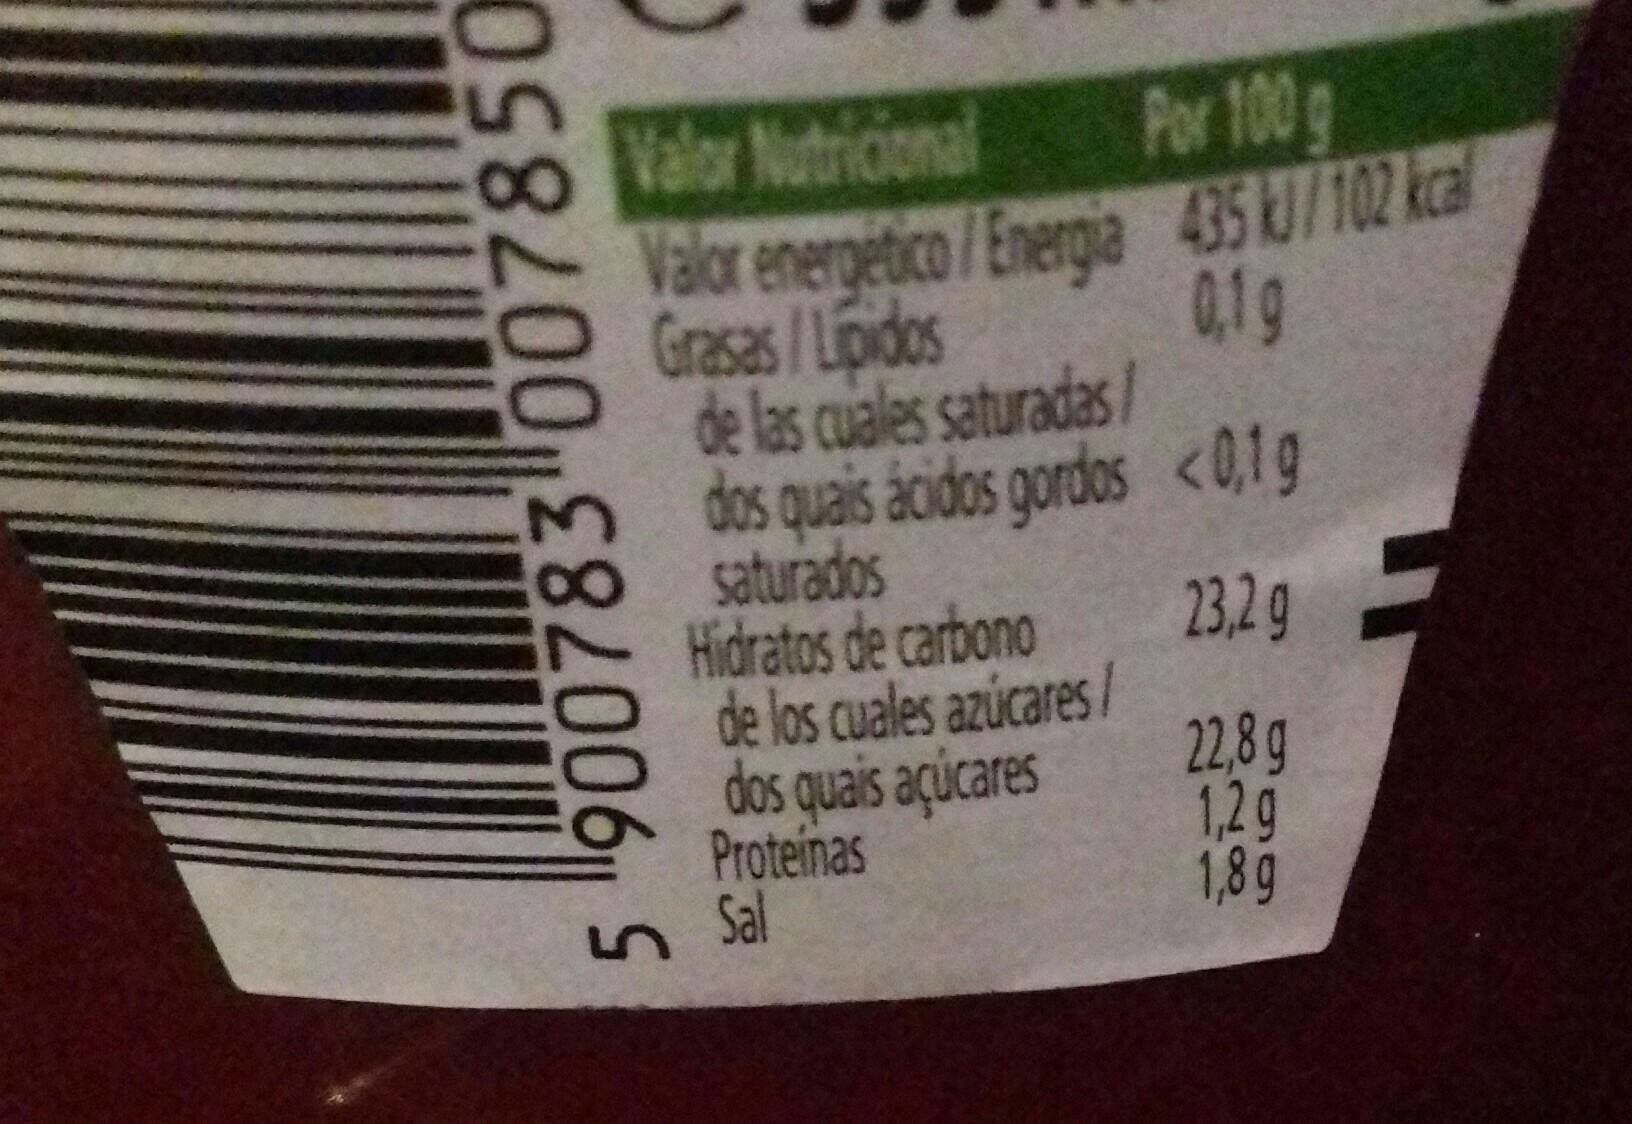 Valor Nutricional Por 100 g
Valor energético / Energia 435 kJ / 102 kcal
Grasas / Lípidos 0,1 g
de las cuales saturadas /
dos quais ácidos gordos < 0,1 g
saturados
Hidratos de carbono 23,2 g
de los cuales azúcares /
dos quais açúcares 22,8 g
Proteínas 1,2 g
Sal 1,8 g
5 900783 007850